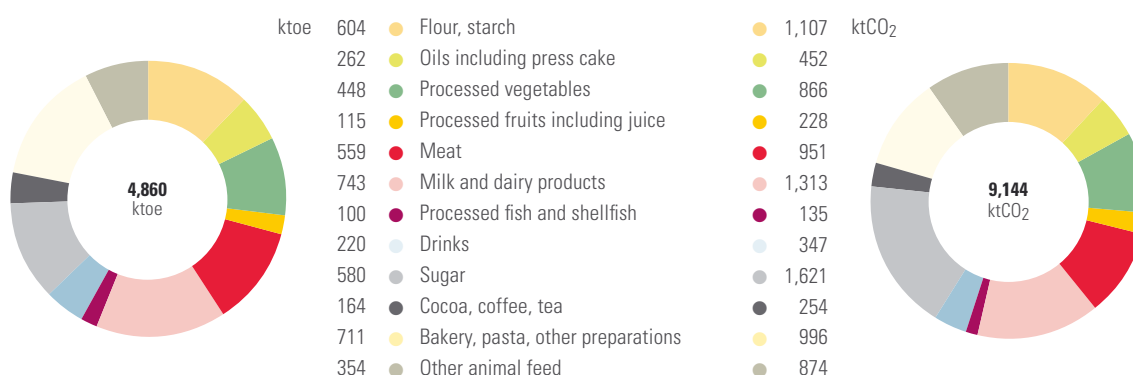 ktoe 604 Flour, starch 1,107 ktCO₂
262 Oils including press cake 452
448 Processed vegetables 866
115 Processed fruits including juice 228
559 Meat 951
743 Milk and dairy products 1,313
100 Processed fish and shellfish 135
220 Drinks 347
580 Sugar 1,621
164 Cocoa, coffee, tea 254
711 Bakery, pasta, other preparations 996
354 Other animal feed 874
4,860
ktoe
9,144
ktCO₂